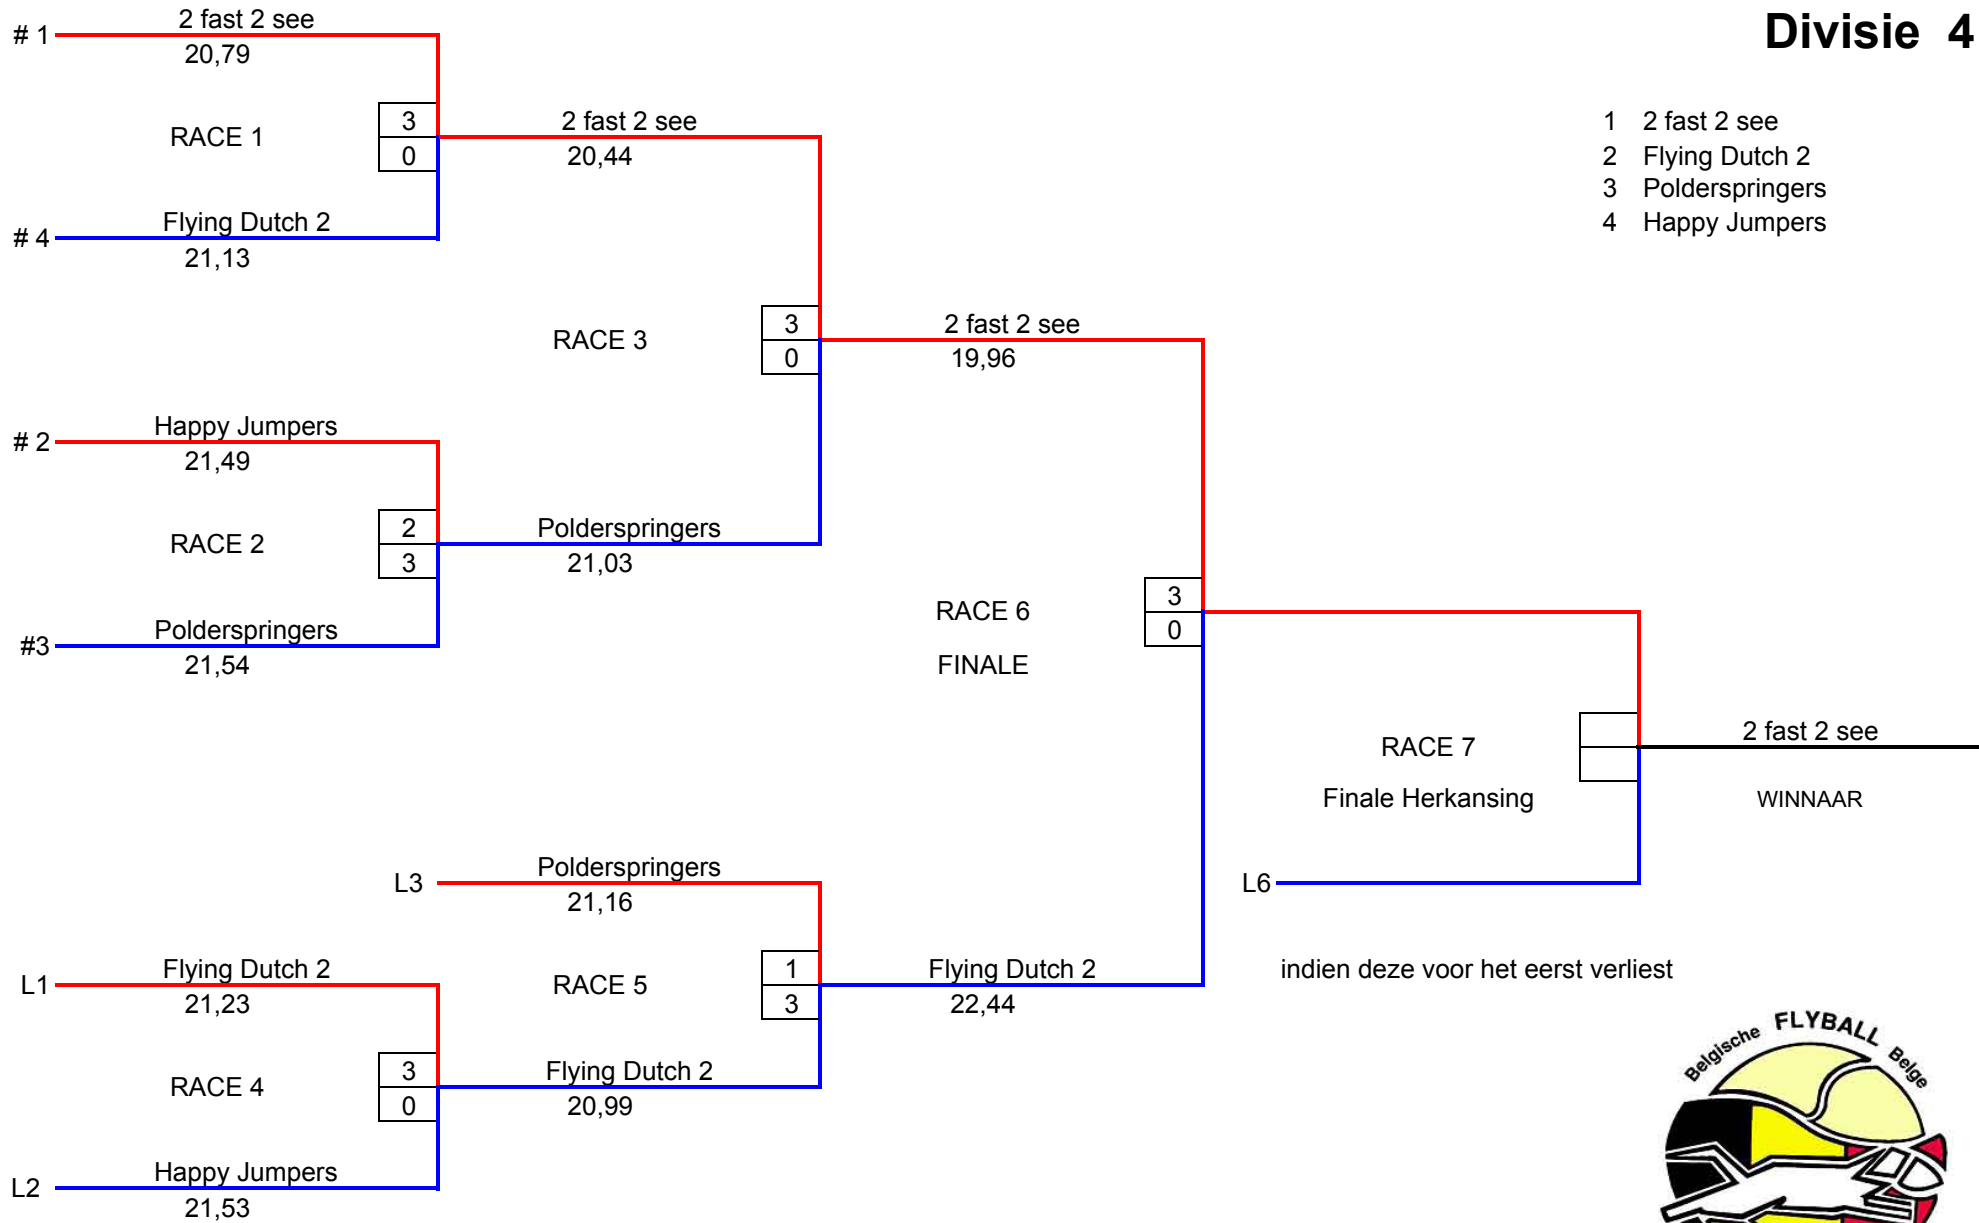 Divisie 4
# 1
2 fast 2 see
20,79
RACE 1
3
0
# 4
Flying Dutch 2
21,13
2 fast 2 see
20,44
1 2 fast 2 see
2 Flying Dutch 2
3 Polderspringers
4 Happy Jumpers
RACE 3
3
0
2 fast 2 see
19,96
# 2
Happy Jumpers
21,49
RACE 2
2
3
#3
Polderspringers
21,54
Polderspringers
21,03
RACE 6
FINALE
3
0
RACE 7
Finale Herkansing
2 fast 2 see
WINNAAR
L3
Polderspringers
21,16
L6
indien deze voor het eerst verliest
RACE 5
1
3
Flying Dutch 2
22,44
L1
Flying Dutch 2
21,23
RACE 4
3
0
Flying Dutch 2
20,99
L2
Happy Jumpers
21,53
Belgische FLYBALL Belge